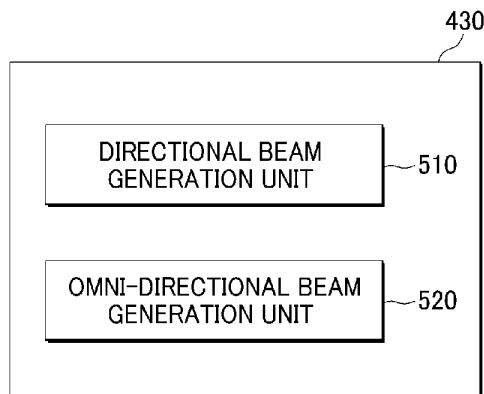 430
DIRECTIONAL BEAM
GENERATION UNIT
510
OMNI-DIRECTIONAL BEAM
GENERATION UNIT
520